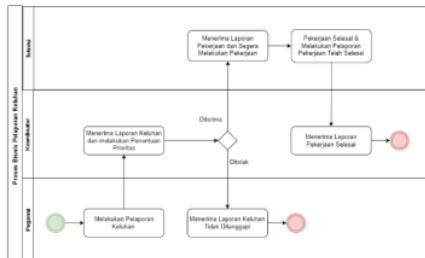 Proses Bisnis Pelaporan Keluhan
Teknisi
Menerima Laporan
Pekerjaan dan Segera
Melakukan Pekerjaan
Pekerjaan Selesai &
Melakukan Pelaporan
Pekerjaan Telah Selesai
Koordinator
Menerima Laporan Keluhan
dan melakukan Penentuan
Prioritas
Diterima
Ditolak
Menerima Laporan
Pekerjaan Selesai
Pegawai
Melakukan Pelaporan
Keluhan
Menerima Laporan Keluhan
Tidak Ditanggapi